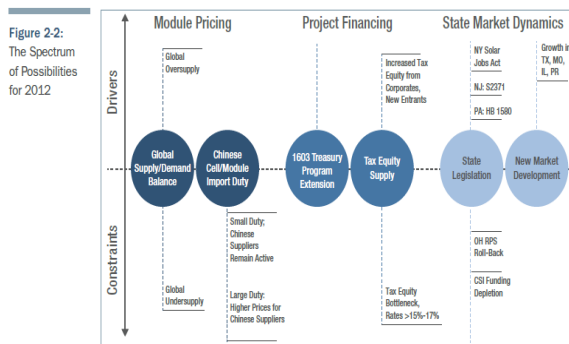 Figure 2-2:
The Spectrum
of Possibilities
for 2012
Module Pricing
Project Financing
State Market Dynamics
Drivers
Constraints
Global
Oversupply
Increased Tax
Equity from
Corporates,
New Entrants
NY Solar
Jobs Act
NJ: S2371
PA: HB 1580
Growth in
TX, MO,
IL, PR
Global
Supply/Demand
Balance
Chinese
Cell/Module
Import Duty
1603 Treasury
Program
Extension
Tax Equity
Supply
State
Legislation
New Market
Development
Small Duty;
Chinese
Suppliers
Remain Active
Global
Undersupply
Large Duty:
Higher Prices for
Chinese Suppliers
Tax Equity
Bottleneck,
Rates >15%-17%
OH RPS
Roll-Back
CSI Funding
Depletion